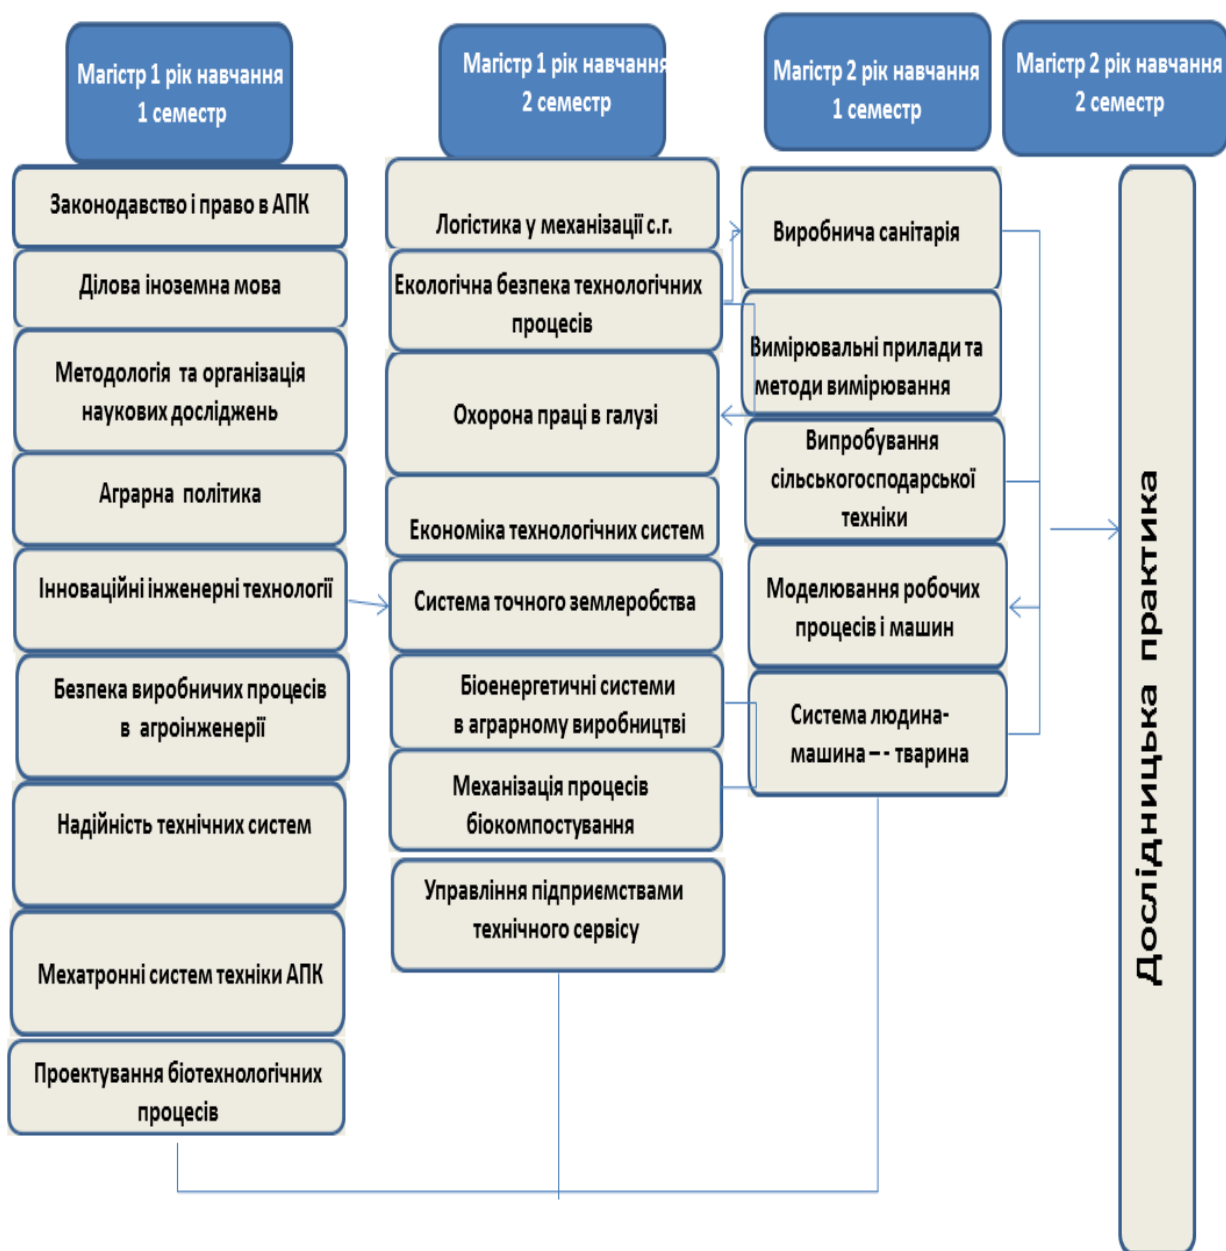 Магістр 1 рік навчання
1 семестр
Законодавство і право в АПК
Ділова іноземна мова
Методологія та організація
наукових досліджень
Аграрна політика
Інноваційні інженерні технології
Безпека виробничих процесів
в агроінженерії
Надійність технічних систем
Мехатронні систем техніки АПК
Проектування біотехнологічних
процесів
Магістр 1 рік навчання
2 семестр
Логістика у механізації с.г.
Екологічна безпека технологічних
процесів
Охорона праці в галузі
Економіка технологічних систем
Система точного землеробства
Біоенергетичні системи
в аграрному виробництві
Механізація процесів
біокомпостування
Управління підприємствами
технічного сервісу
Магістр 2 рік навчання
1 семестр
Виробнича санітарія
Вимірювальні прилади та
методи вимірювання
Випробування
сільськогосподарської
техніки
Моделювання робочих
процесів і машин
Система людина-
машина – - тварина
Магістр 2 рік навчання
2 семестр
Дослідницька практика